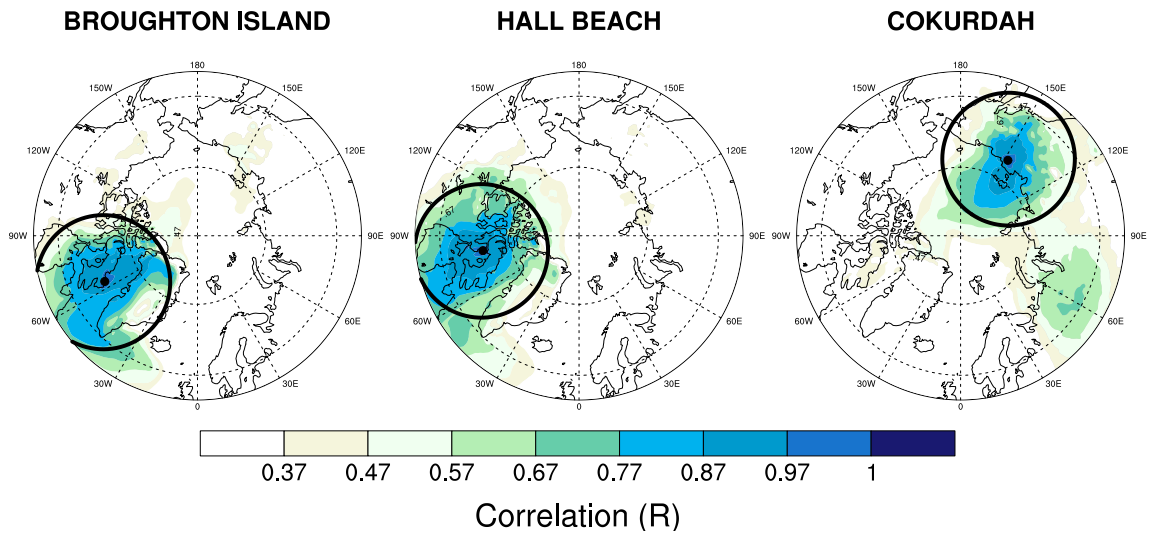 BROUGHTON ISLAND
HALL BEACH
COKURDAH
180
150W 150E
120W 120E
90W 90E
47
60W 60E
30W 30E
0
180
150W 150E
120W 120E
90W 90E
60W 60E
30W 30E
0
180
150W 150E
47
67
120W 120E
90W 90E
60W 60E
30W 30E
0
0.37 0.47 0.57 0.67 0.77 0.87 0.97 1
Correlation (R)